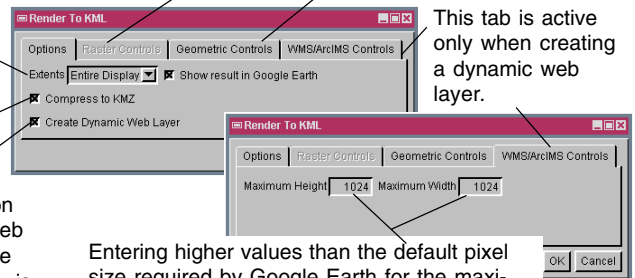 Render To KML
Options Raster Controls Geometric Controls WMS/ArcIMS Controls
Extents Entire Display Show result in Google Earth
Compress to KMZ
Create Dynamic Web Layer
This tab is active
only when creating
a dynamic web
layer.
Render To KML
Options Raster Controls Geometric Controls WMS/ArcIMS Controls
Maximum Height 1024 Maximum Width 1024
OK Cancel
on
eb
e
Entering higher values than the default pixel
size required by Google Earth for the maxi-